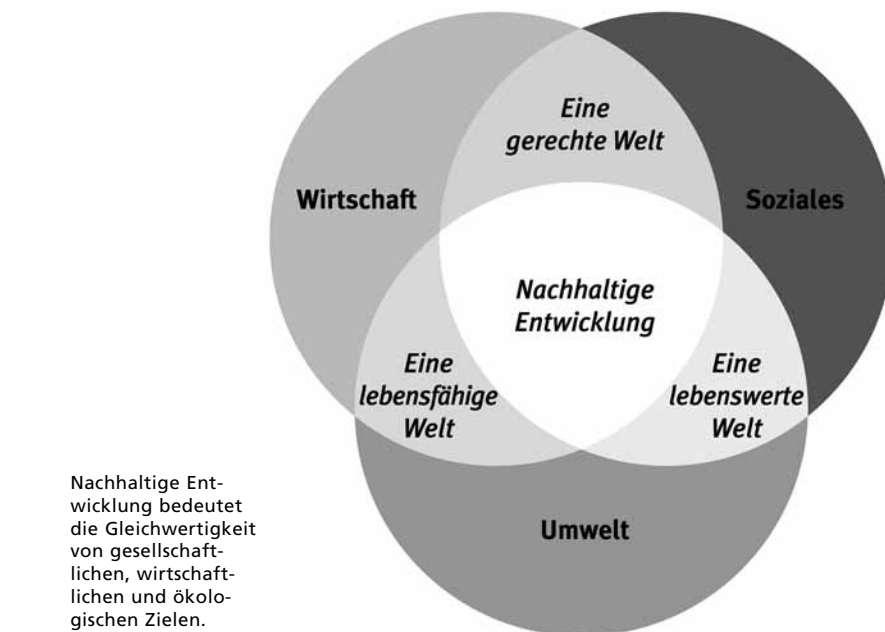 Eine
gerechte Welt
Wirtschaft
Soziales
Nachhaltige
Entwicklung
Eine
lebensfähige
Welt
Eine
lebenswerte
Welt
Umwelt
Nachhaltige Ent-
wicklung bedeutet
die Gleichwertigkeit
von gesellschaft-
lichen, wirtschaft-
lichen und ökolo-
gischen Zielen.